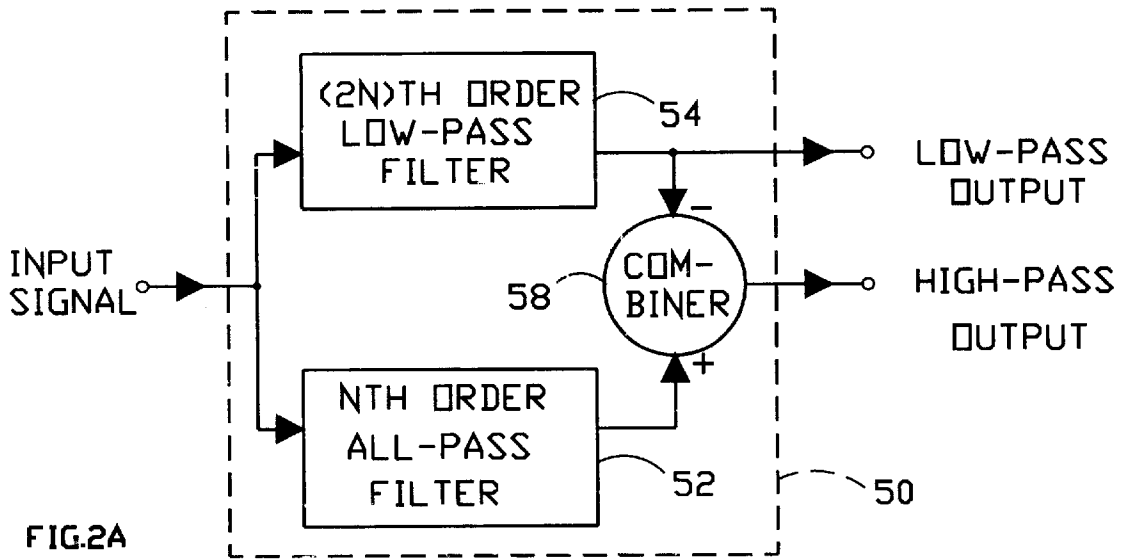 (2N)TH ORDER
LOW-PASS
FILTER
54
LOW-PASS
OUTPUT
-
INPUT
SIGNAL
58
COM-
BINER
HIGH-PASS
OUTPUT
+
NTH ORDER
ALL-PASS
FILTER
52
50
FIG.2A